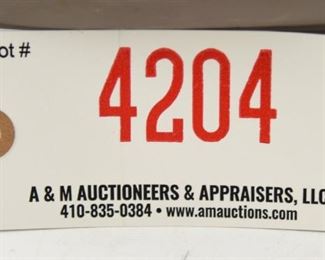 ot #
4204
A & M AUCTIONEERS & APPRAISERS, LLC
410-835-0384 • www.amauctions.com